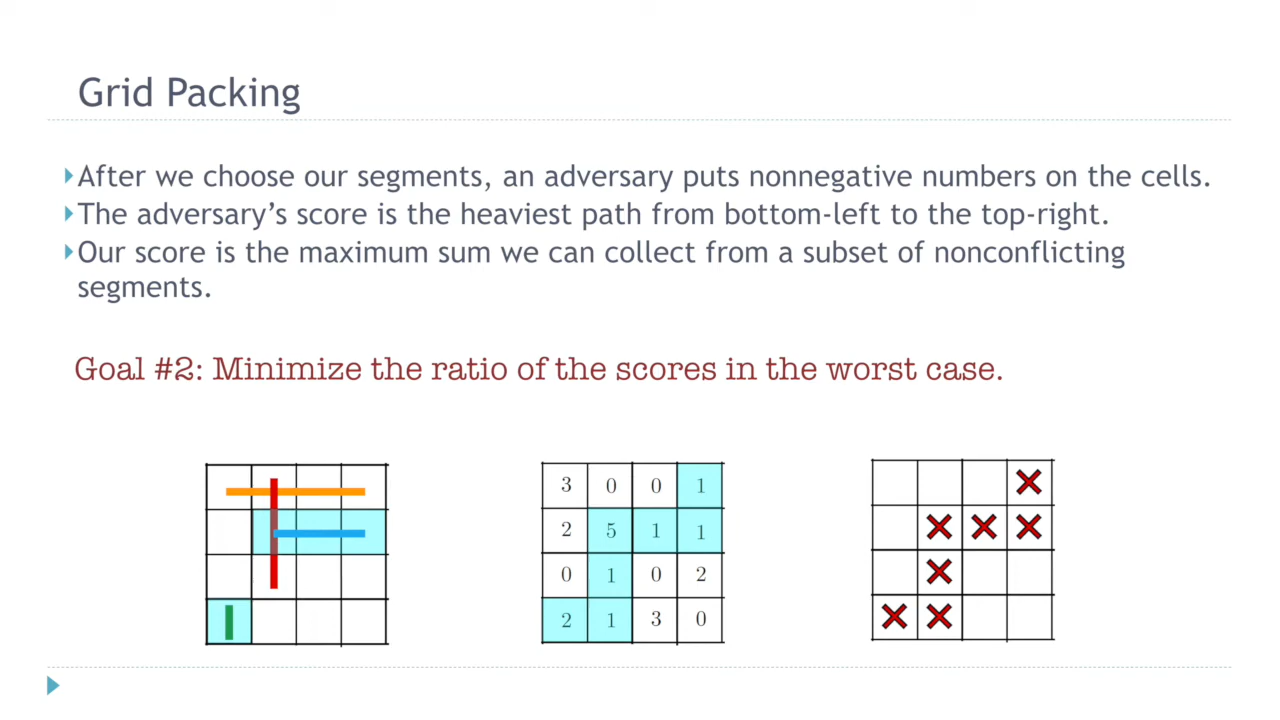 Grid Packing
After we choose our segments, an adversary puts nonnegative numbers on the cells.
The adversary’s score is the heaviest path from bottom-left to the top-right.
Our score is the maximum sum we can collect from a subset of nonconflicting
segments.
Goal #2: Minimize the ratio of the scores in the worst case.
3 0 0 1
2 5 1 1
0 1 0 2
2 1 3 0